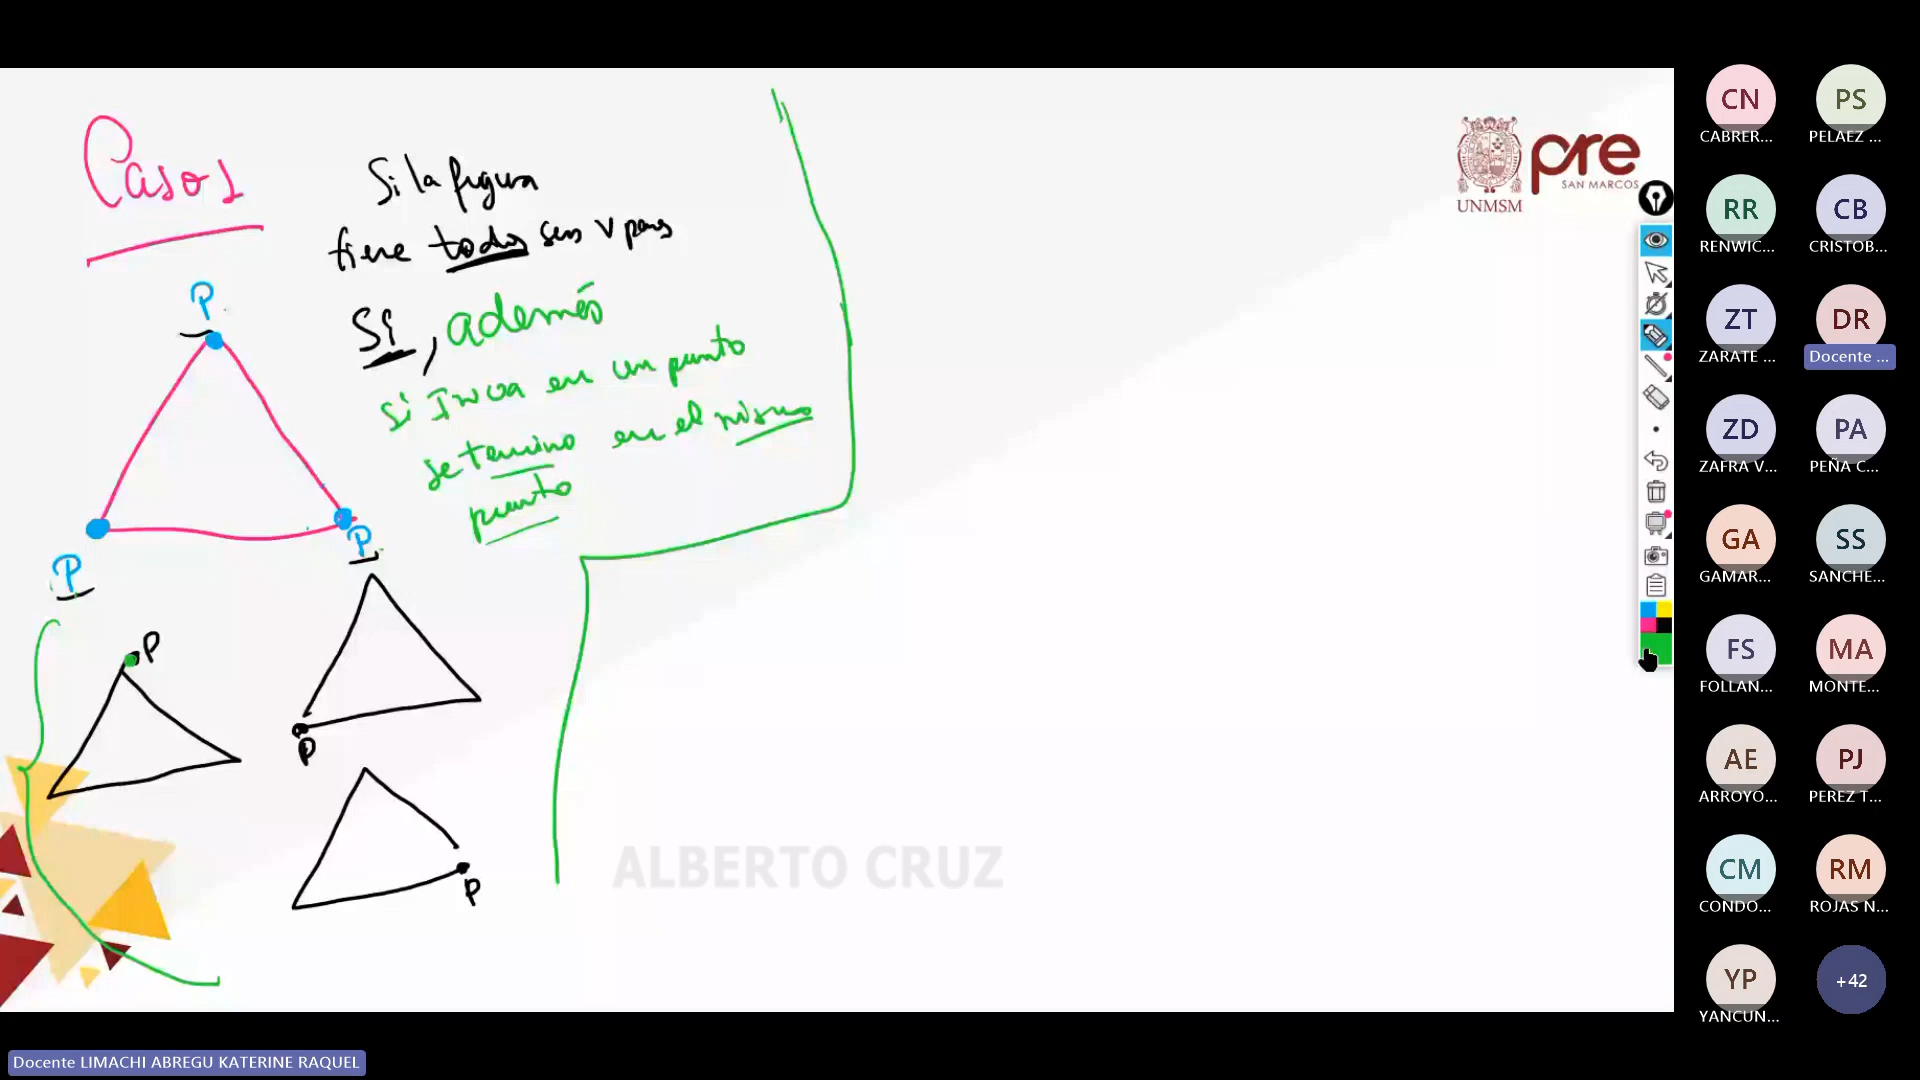 Casos
Si la figura
tiene todos sus v pares
Si, además
si Inicia en un punto
se termino en el mismo
punto
P
P
P
P
P
P
UNMSM
pre
SAN MARCOS
ALBERTO CRUZ
CN
CABRER...
PS
PELAEZ ...
RR
RENWIC...
CB
CRISTOB...
ZT
ZARATE ...
DR
Docente ...
ZD
ZAFRA V...
PA
PEÑA C...
GA
GAMAR...
SS
SANCHE...
FS
FOLLAN...
MA
MONTE...
AE
ARROYO...
PJ
PEREZ T...
CM
CONDO...
RM
ROJAS N...
YP
YANCUN...
+42
Docente LIMACHI ABREGU KATERINE RAQUEL